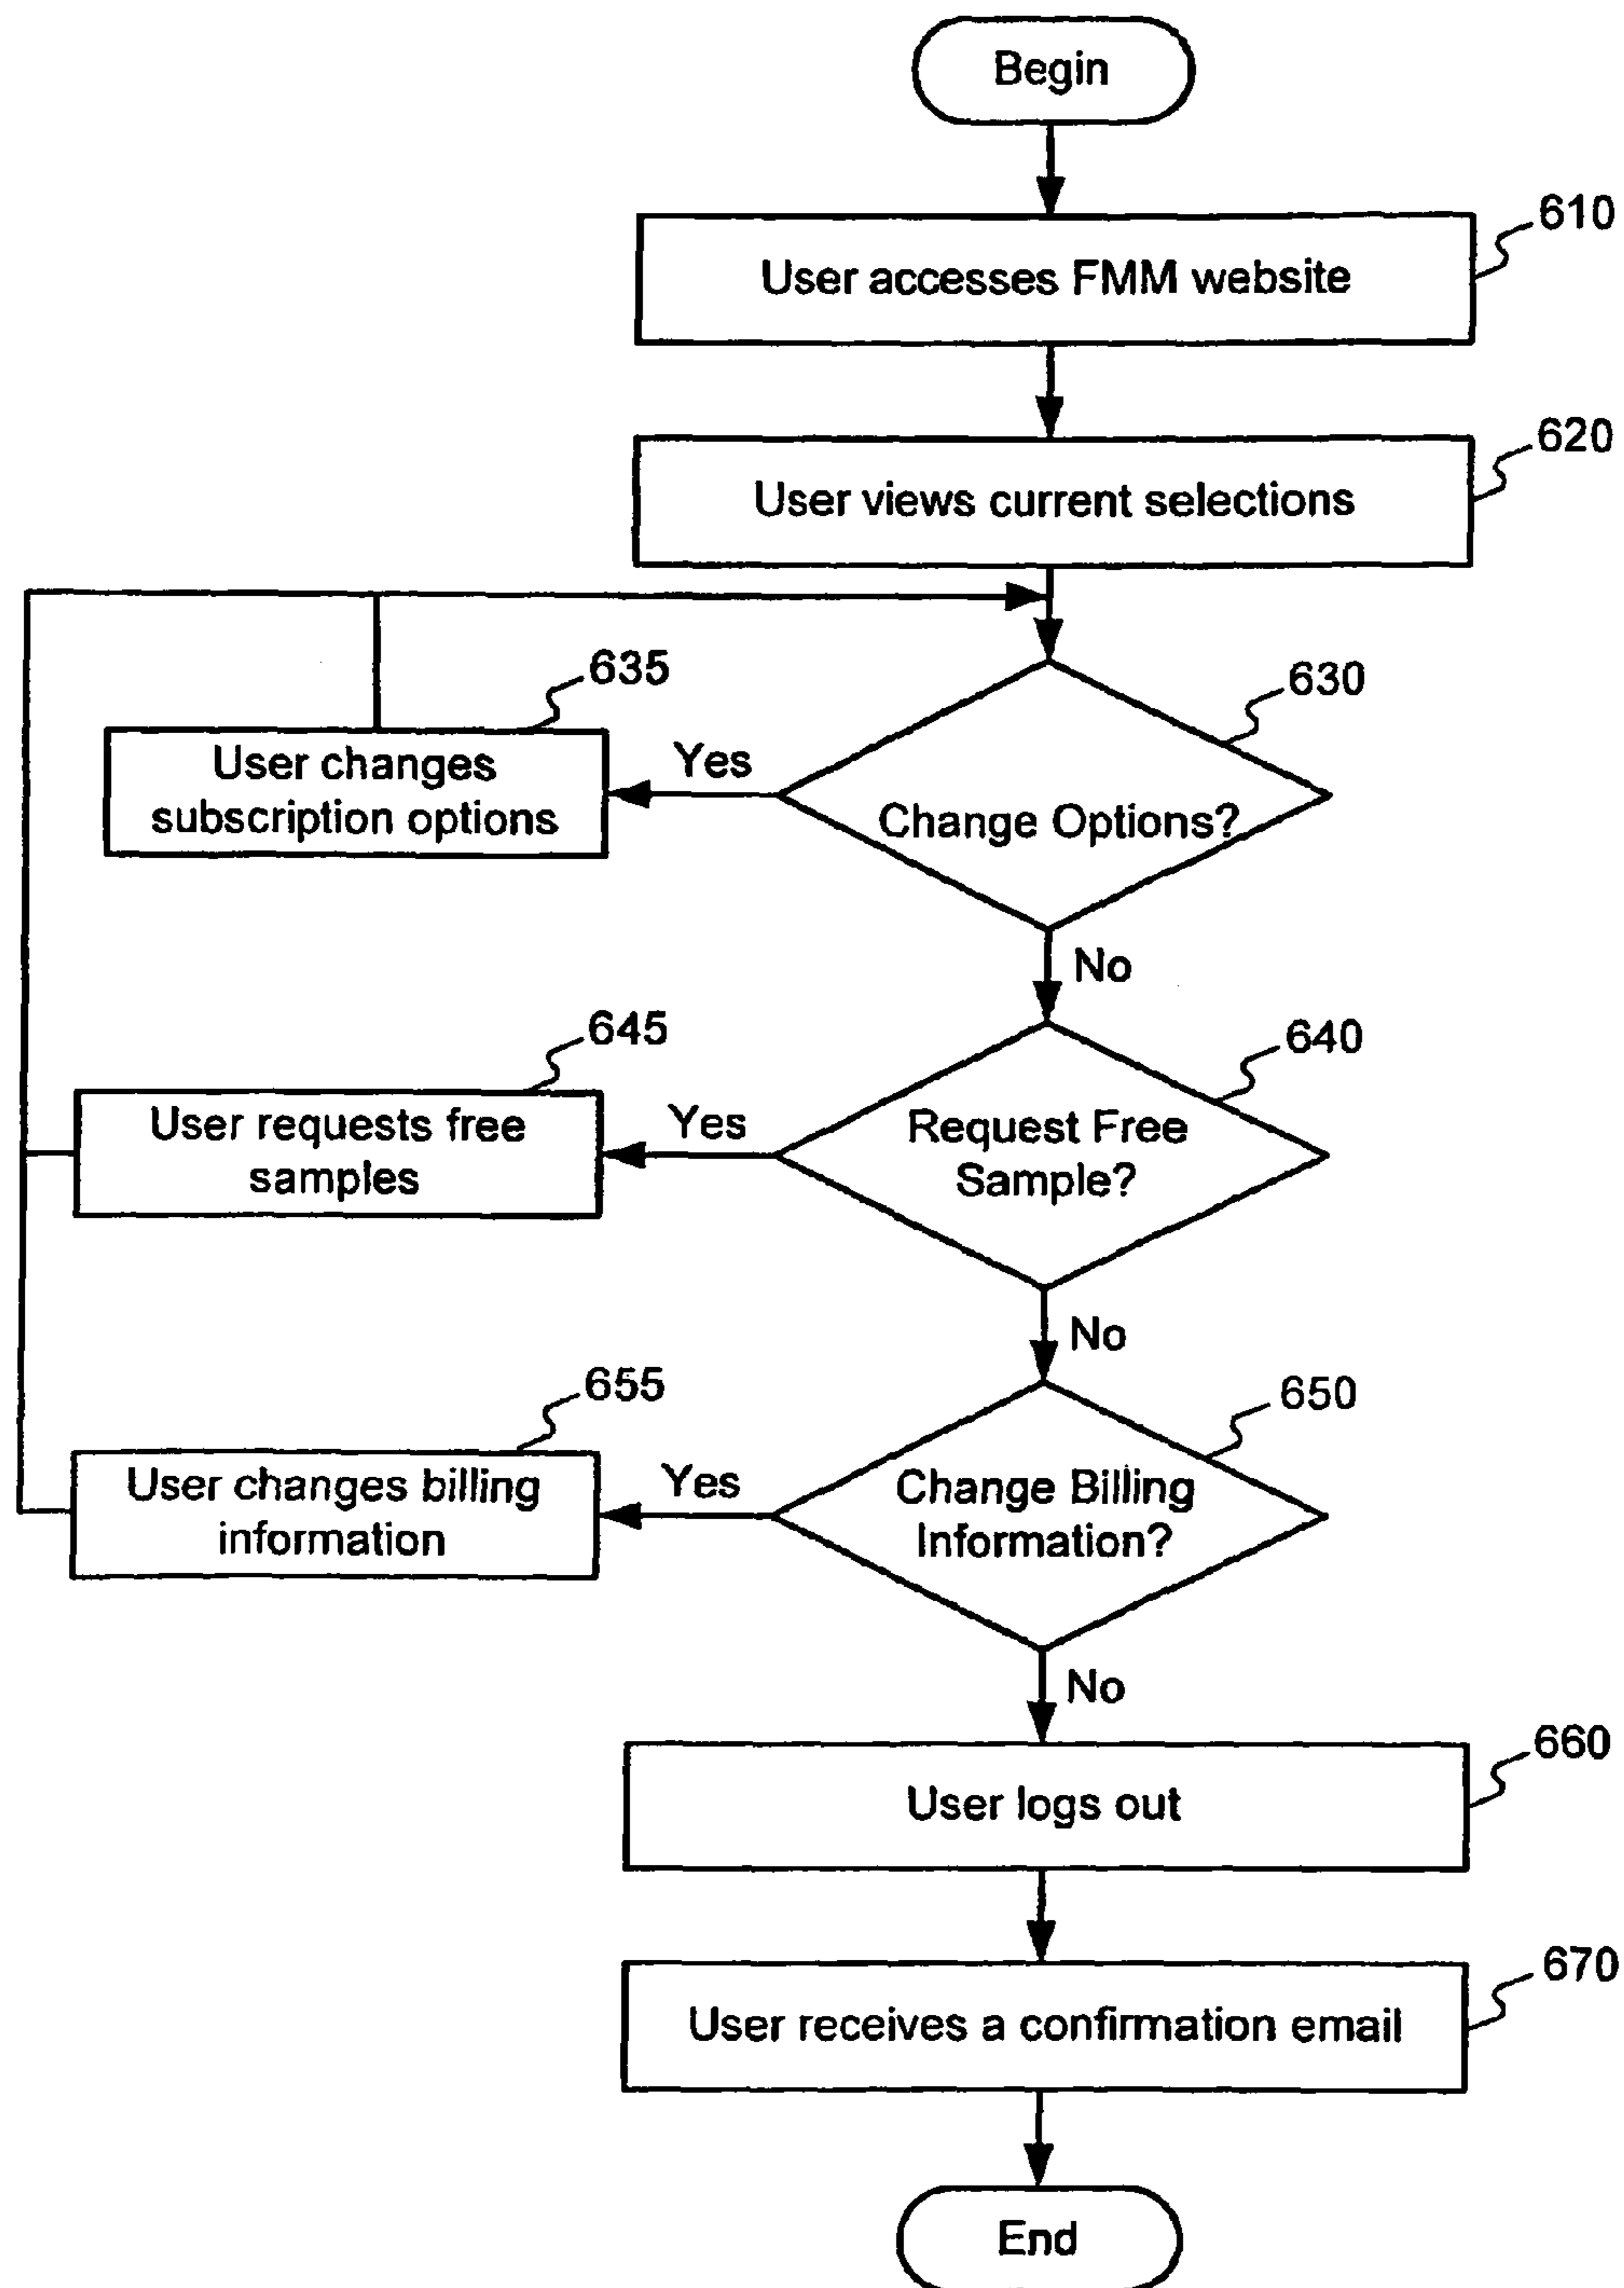 Begin
610
User accesses FMM website
620
User views current selections
635
630
User changes
subscription options
Yes
Change Options?
No
645
640
User requests free
samples
Yes
Request Free
Sample?
No
655
650
User changes billing
information
Yes
Change Billing
Information?
No
660
User logs out
670
User receives a confirmation email
End